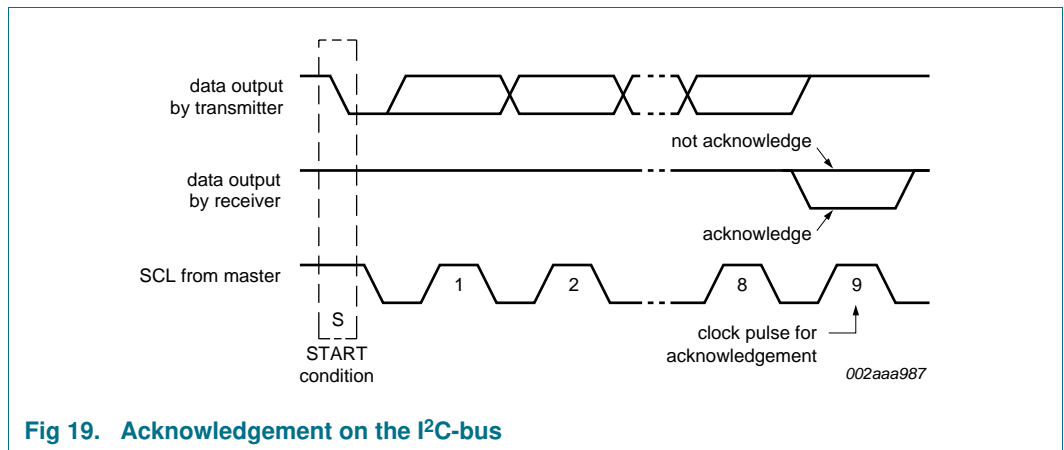 data output
by transmitter
not acknowledge
data output
by receiver
acknowledge
SCL from master
1
2
8
9
S
START
condition
clock pulse for
acknowledgement
002aaa987
Fig 19. Acknowledgement on the I²C-bus